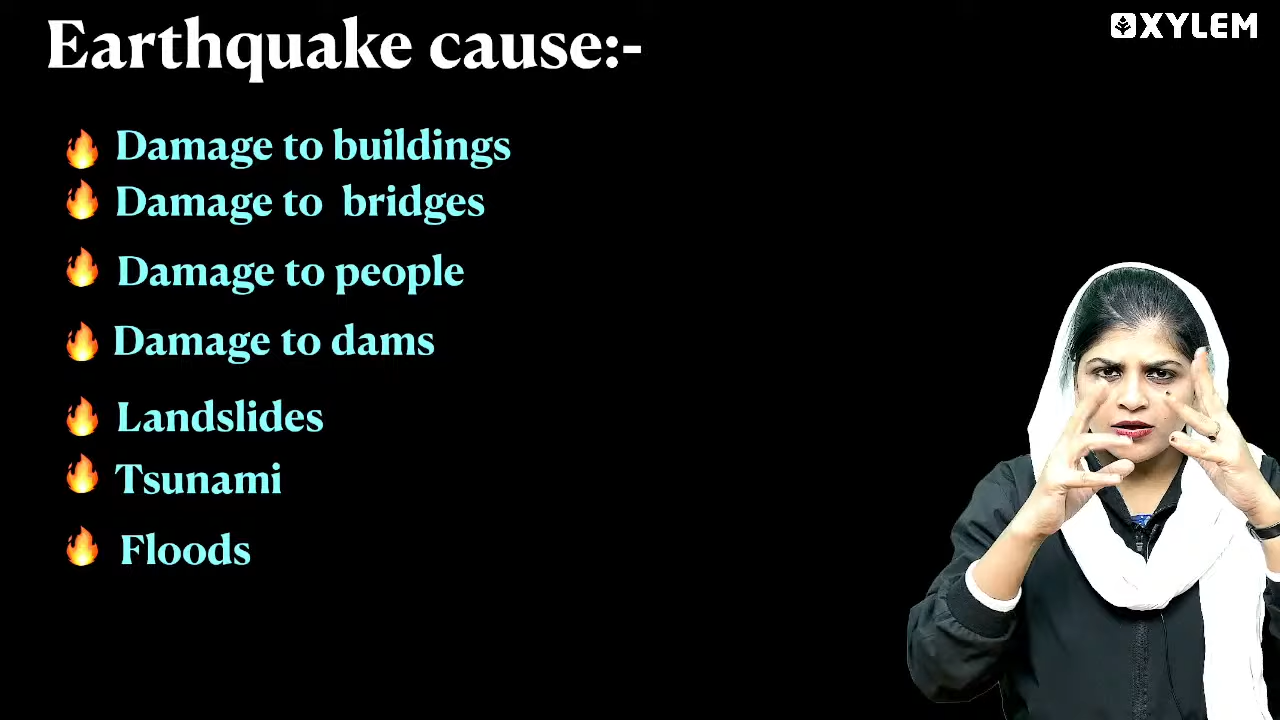 Earthquake cause:-
XYLEM
Damage to buildings
Damage to  bridges
Damage to people
Damage to dams
Landslides
Tsunami
Floods